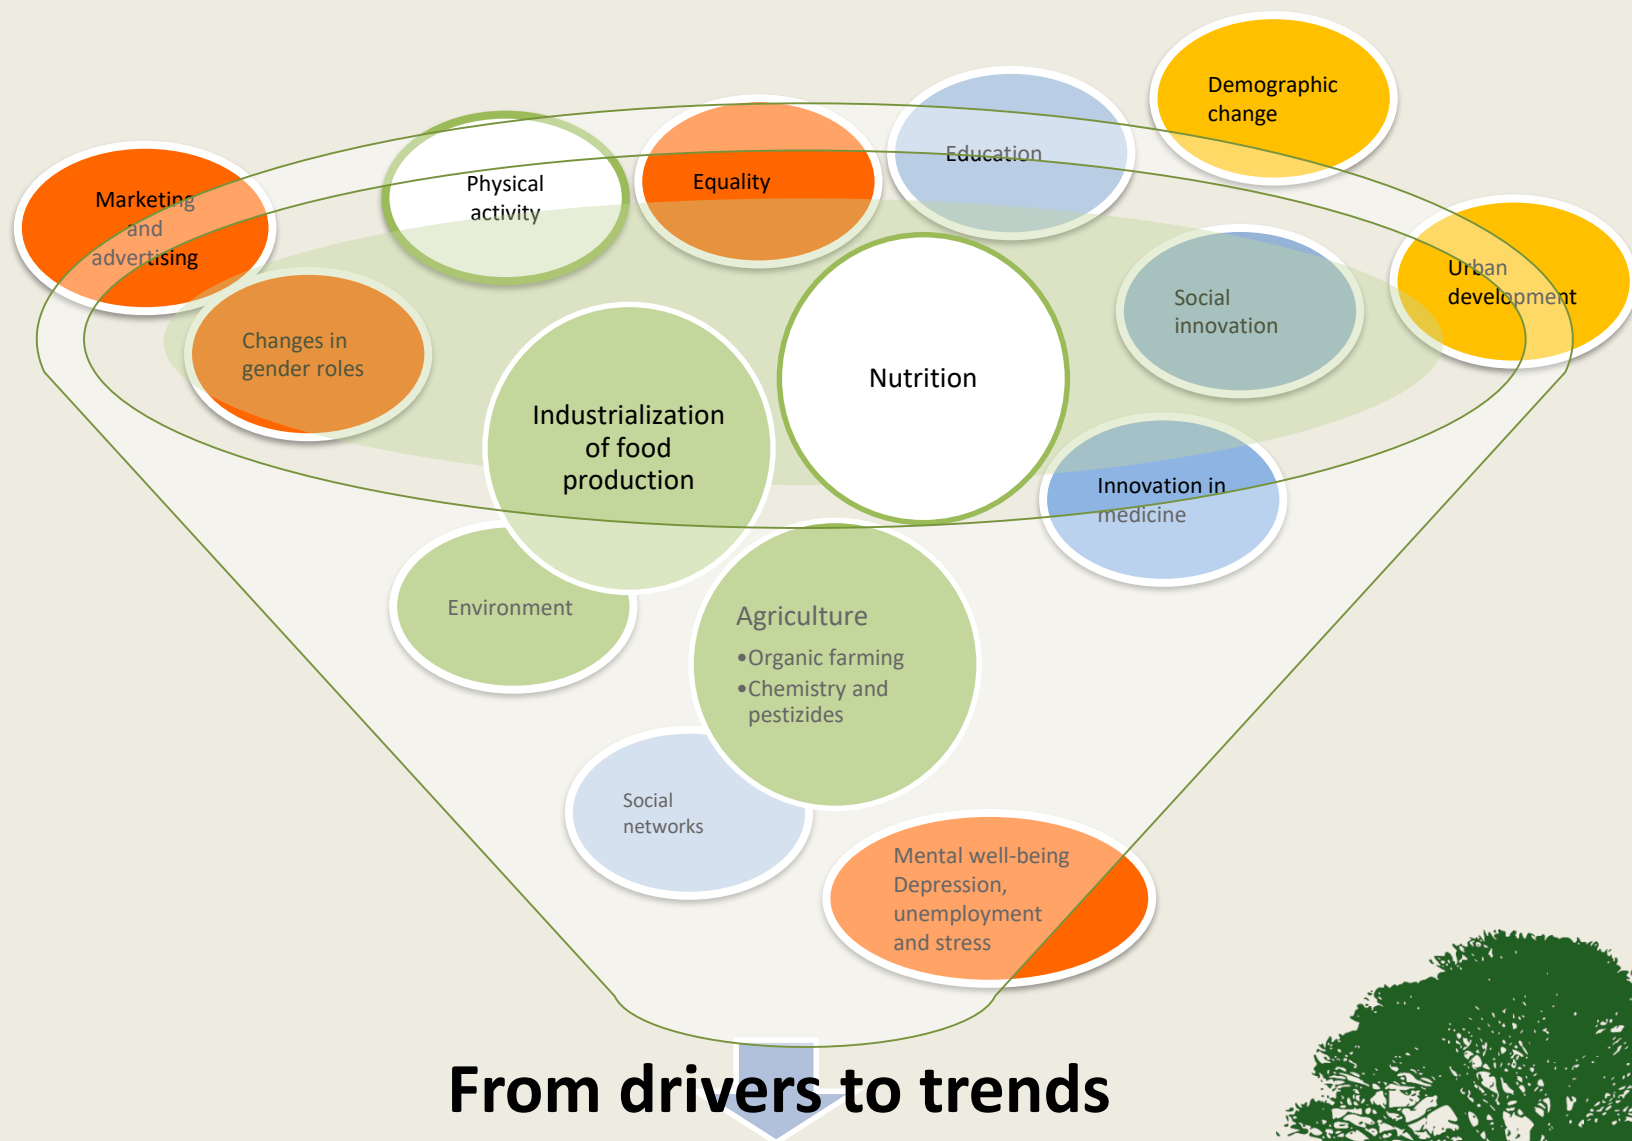 Demographic
change
Education
Equality
Physical
activity
Marketing
and
advertising
Urban
development
Social
innovation
Changes in
gender roles
Nutrition
Industrialization
of food
production
Innovation in
medicine
Environment
Agriculture
•Organic farming
•Chemistry and
pestizides
Social
networks
Mental well-being
Depression,
unemployment
and stress
From drivers to trends